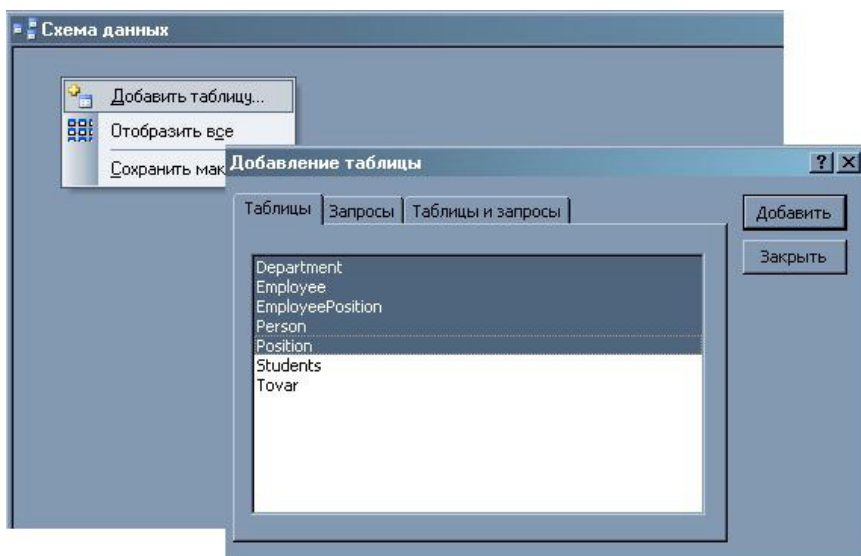 Схема данных
Добавить таблицу...
Отобразить все
Сохранить мак
Добавление таблицы
Таблицы Запросы Таблицы и запросы
Добавить
Закрыть
Department
Employee
EmployeePosition
Person
Position
Students
Tovar